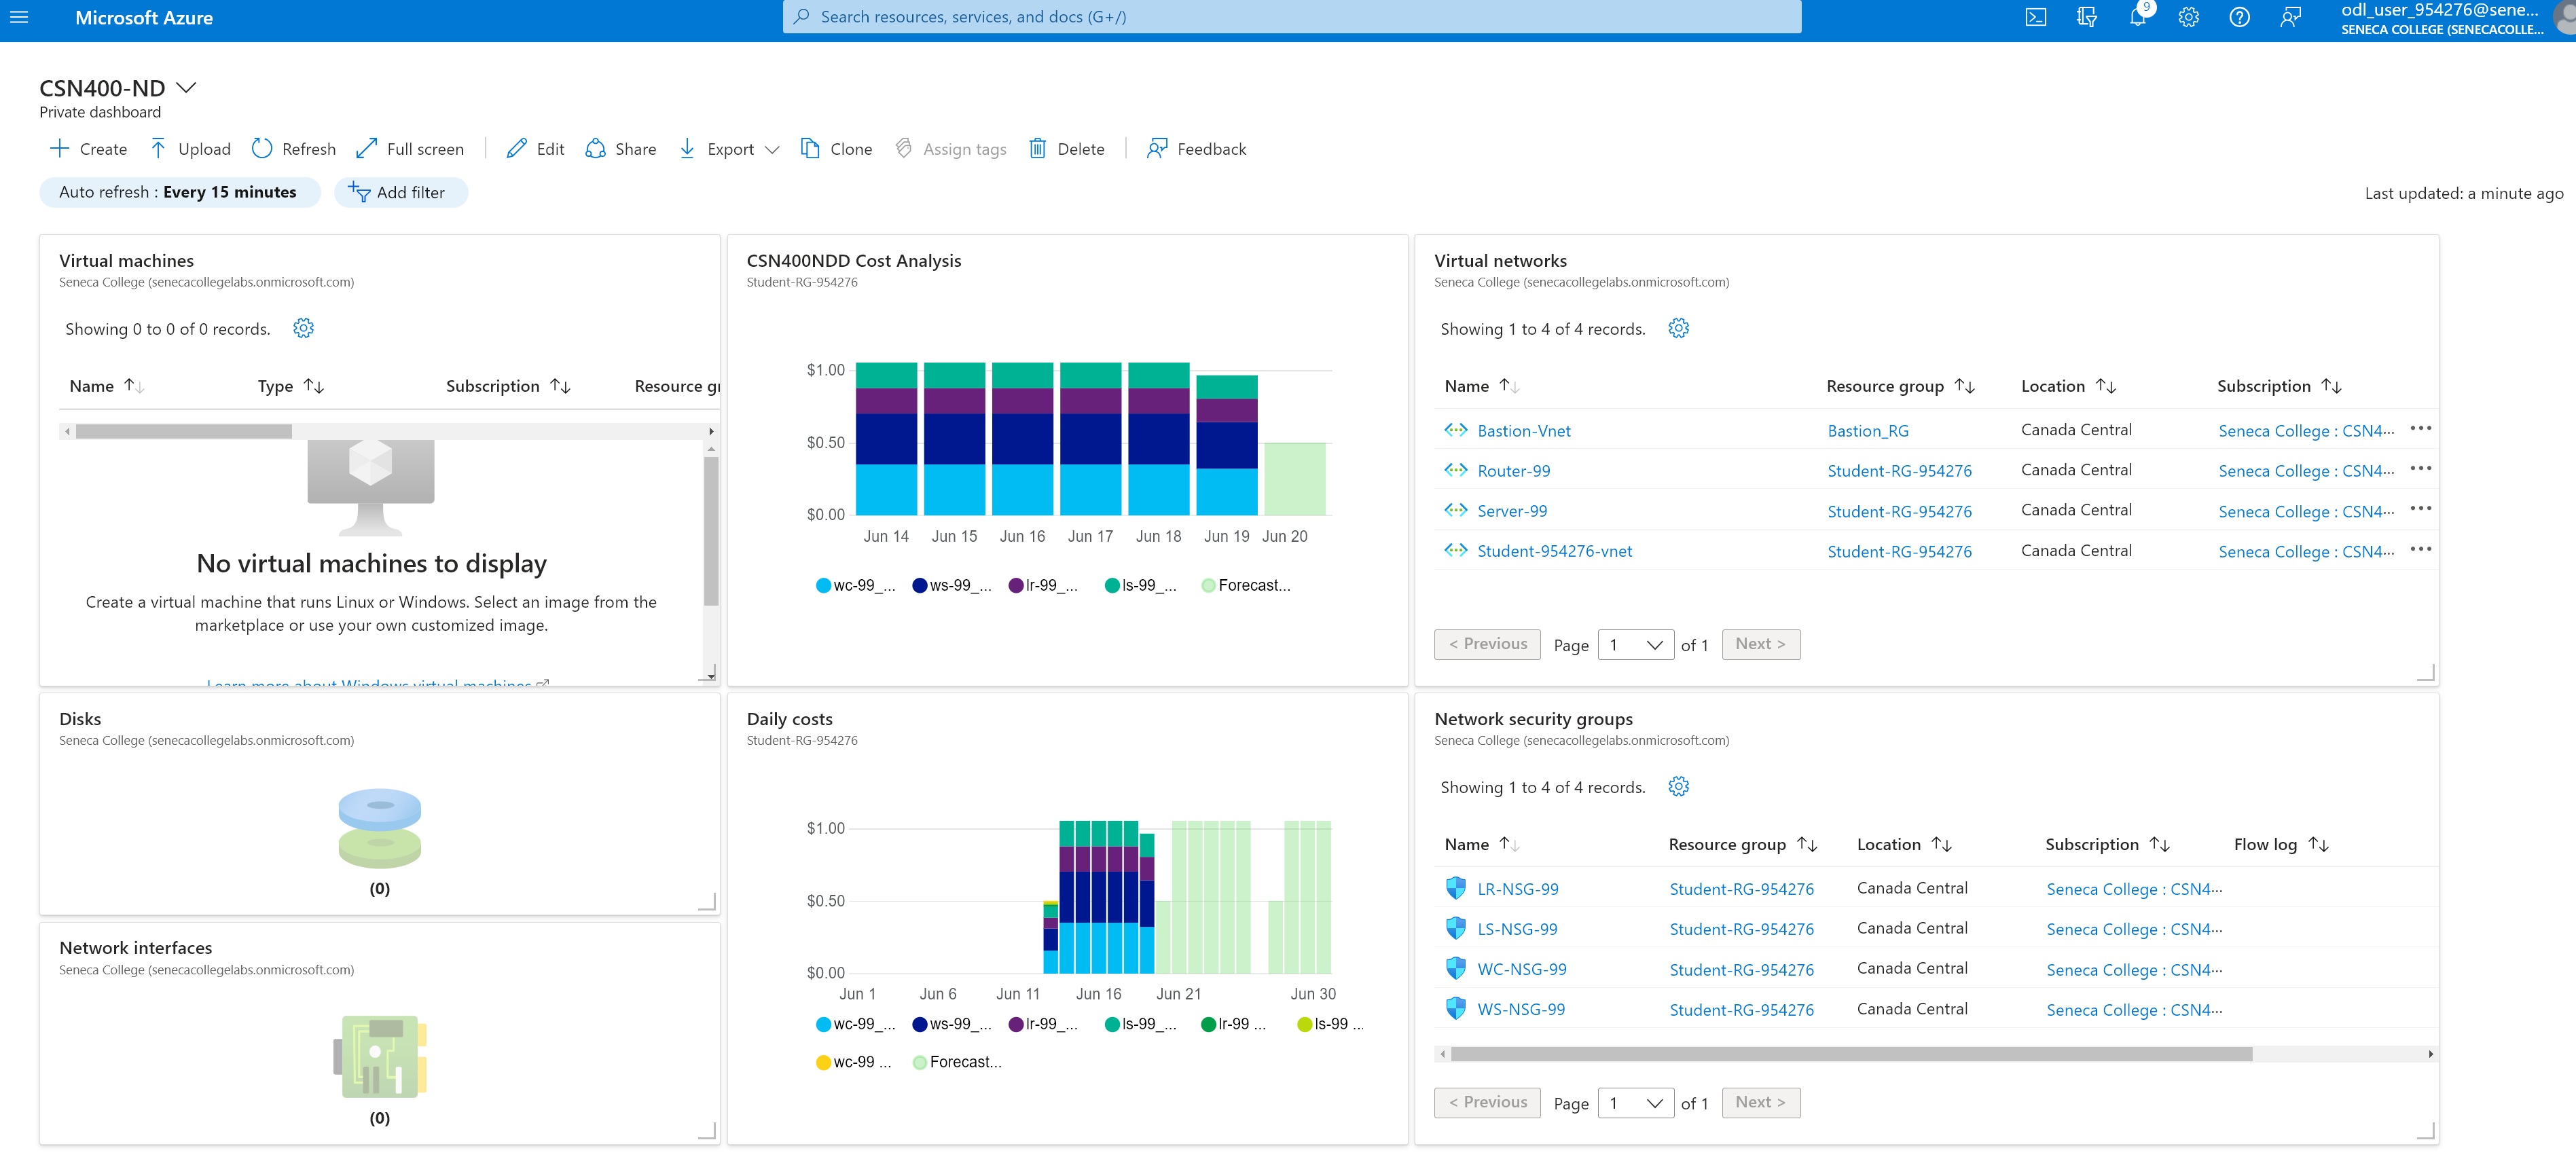 Microsoft Azure
Search resources, services, and docs (G+/)
9
odl_user_954276@sene...
SENECA COLLEGE (SENECACOLLE...
CSN400-ND
Private dashboard
Create Upload Refresh Full screen Edit Share Export Clone Assign tags Delete Feedback
Auto refresh : Every 15 minutes Add filter
Last updated: a minute ago
Virtual machines
Seneca College (senecacollegelabs.onmicrosoft.com)
Showing 0 to 0 of 0 records.
Name Type Subscription Resource gr
No virtual machines to display
Create a virtual machine that runs Linux or Windows. Select an image from the
marketplace or use your own customized image.
Learn more about Windows virtual machines
CSN400NDD Cost Analysis
Student-RG-954276
$1.00
$0.50
$0.00
Jun 14 Jun 15 Jun 16 Jun 17 Jun 18 Jun 19 Jun 20
wc-99_... ws-99_... lr-99_... ls-99_... Forecast...
Virtual networks
Seneca College (senecacollegelabs.onmicrosoft.com)
Showing 1 to 4 of 4 records.
Name Resource group Location Subscription
Bastion-Vnet Bastion_RG Canada Central Seneca College : CSN4...
Router-99 Student-RG-954276 Canada Central Seneca College : CSN4...
Server-99 Student-RG-954276 Canada Central Seneca College : CSN4...
Student-954276-vnet Student-RG-954276 Canada Central Seneca College : CSN4...
< Previous Page 1 of 1 Next >
Disks
Seneca College (senecacollegelabs.onmicrosoft.com)
(0)
Network interfaces
Seneca College (senecacollegelabs.onmicrosoft.com)
(0)
Daily costs
Student-RG-954276
$1.00
$0.50
$0.00
Jun 1 Jun 6 Jun 11 Jun 16 Jun 21 Jun 30
wc-99_... ws-99_... lr-99_... ls-99_... lr-99 ... ls-99 ...
wc-99 ... Forecast...
Network security groups
Seneca College (senecacollegelabs.onmicrosoft.com)
Showing 1 to 4 of 4 records.
Name Resource group Location Subscription Flow log
LR-NSG-99 Student-RG-954276 Canada Central Seneca College : CSN4...
LS-NSG-99 Student-RG-954276 Canada Central Seneca College : CSN4...
WC-NSG-99 Student-RG-954276 Canada Central Seneca College : CSN4...
WS-NSG-99 Student-RG-954276 Canada Central Seneca College : CSN4...
< Previous Page 1 of 1 Next >